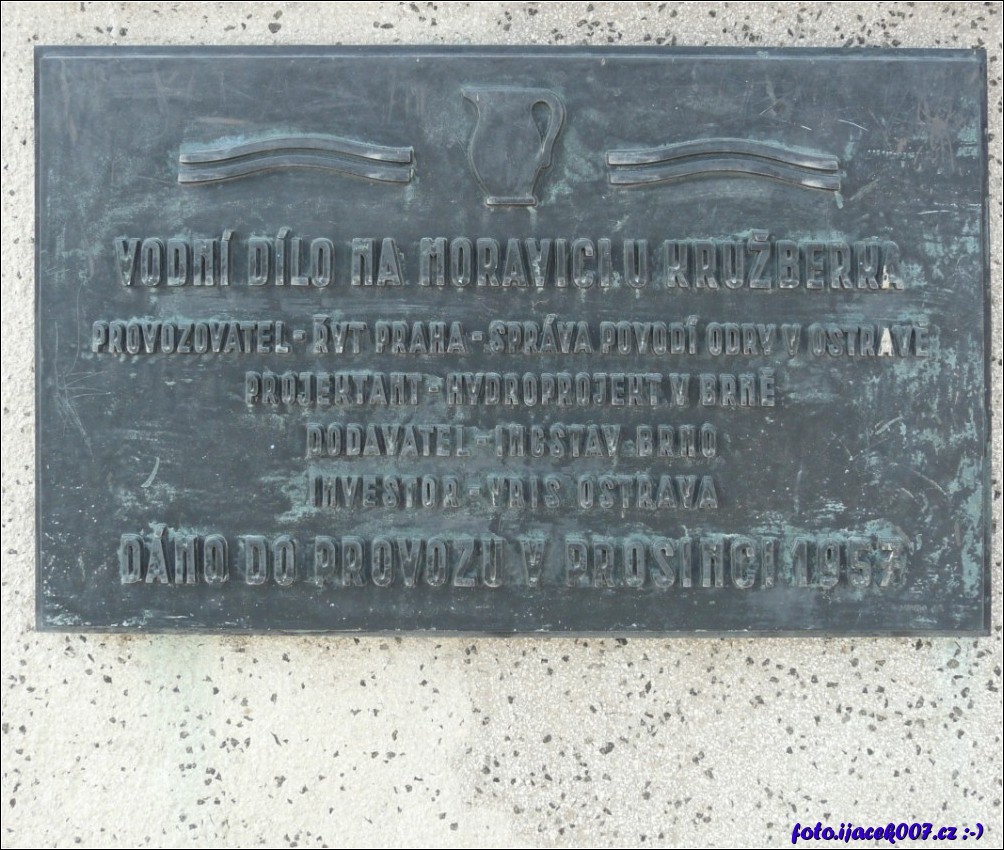 VODNÍ DÍLO NA MORAVICI U KRUŽBERKA
PROVOZOVATEL - ŘVT PRAHA - SPRÁVA POVODÍ ODRY V OSTRAVĚ
PROJEKTANT - HYDROPROJEKT V BRNĚ
DODAVATEL - INGSTAV BRNO
INVESTOR - VRIS OSTRAVA
DÁNO DO PROVOZU V PROSINCI 1957
foto.ijacek007.cz :-)